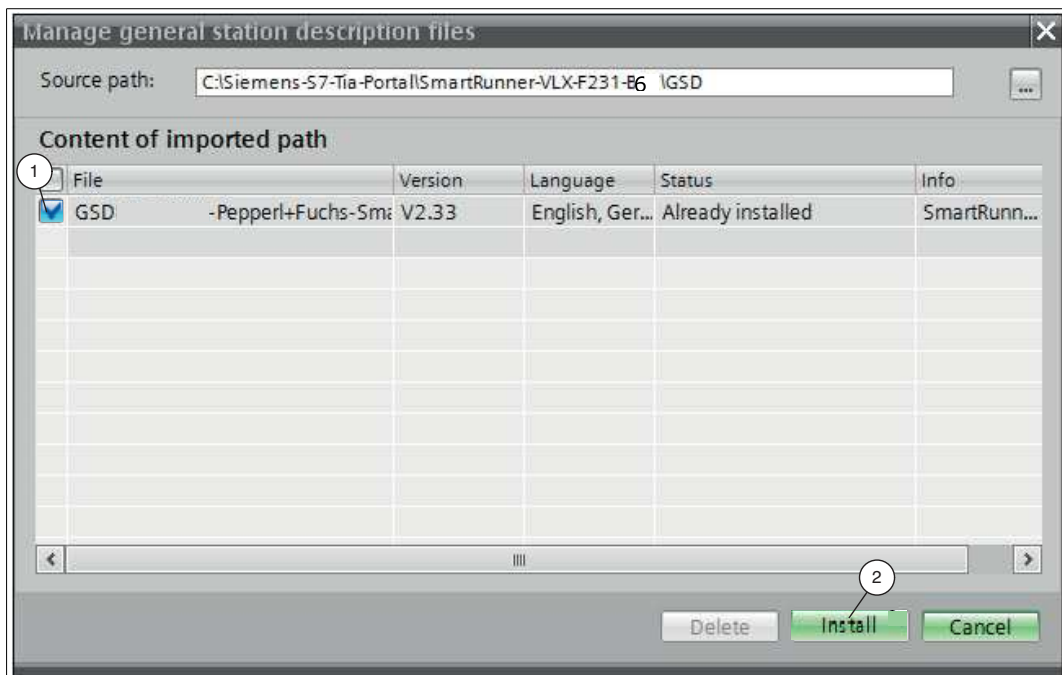 Manage general station description files
Source path: C:\Siemens-S7-Tia-Portal\SmartRunner-VLX-F231-B6 \GSD ...
Content of imported path
1
File Version Language Status Info
GSD -Pepperl+Fuchs-Sma V2.33 English, Ger... Already installed SmartRunn...
2
Delete Install Cancel